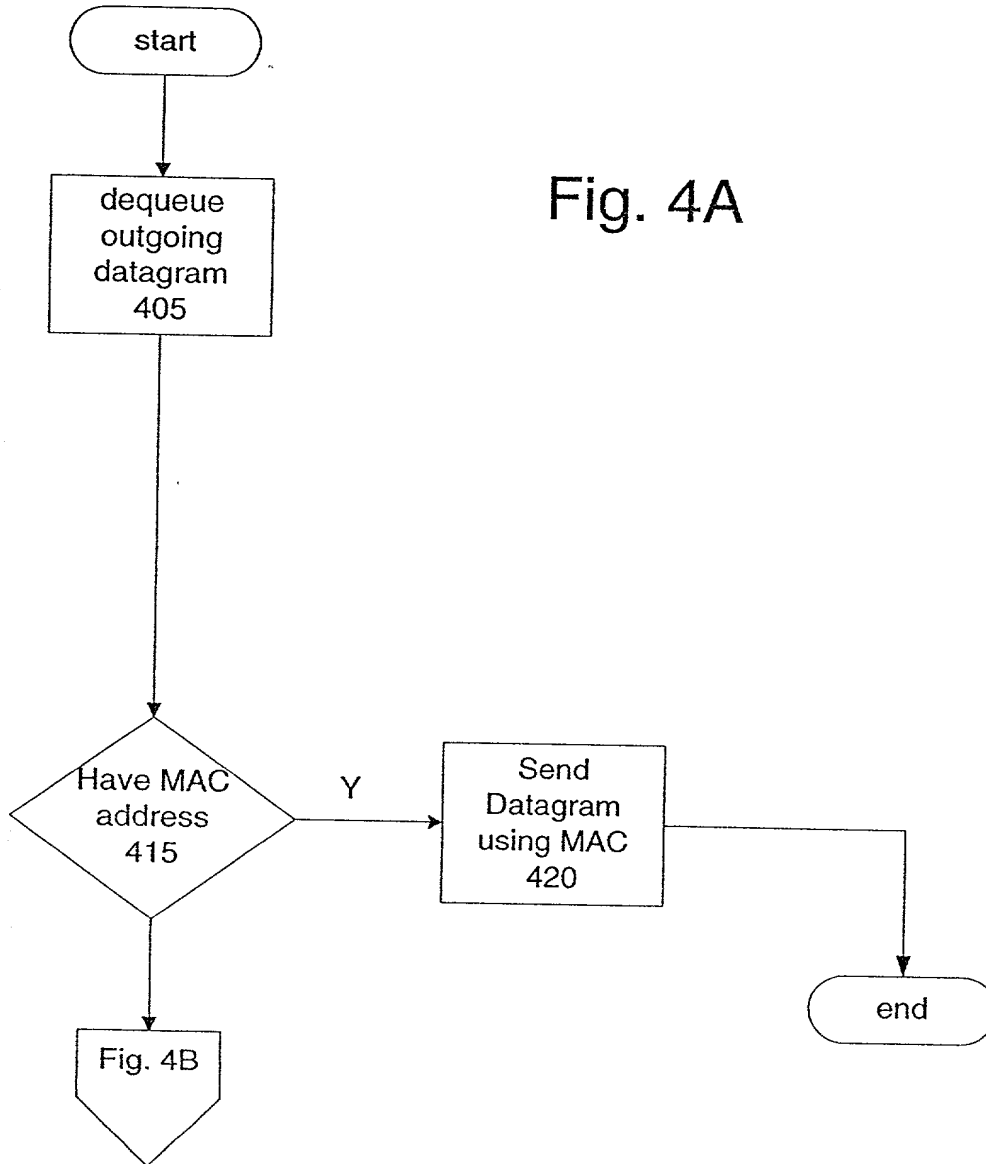 start
Fig. 4A
dequeue
outgoing
datagram
405
Have MAC
address
415
Y
Send
Datagram
using MAC
420
end
Fig. 4B